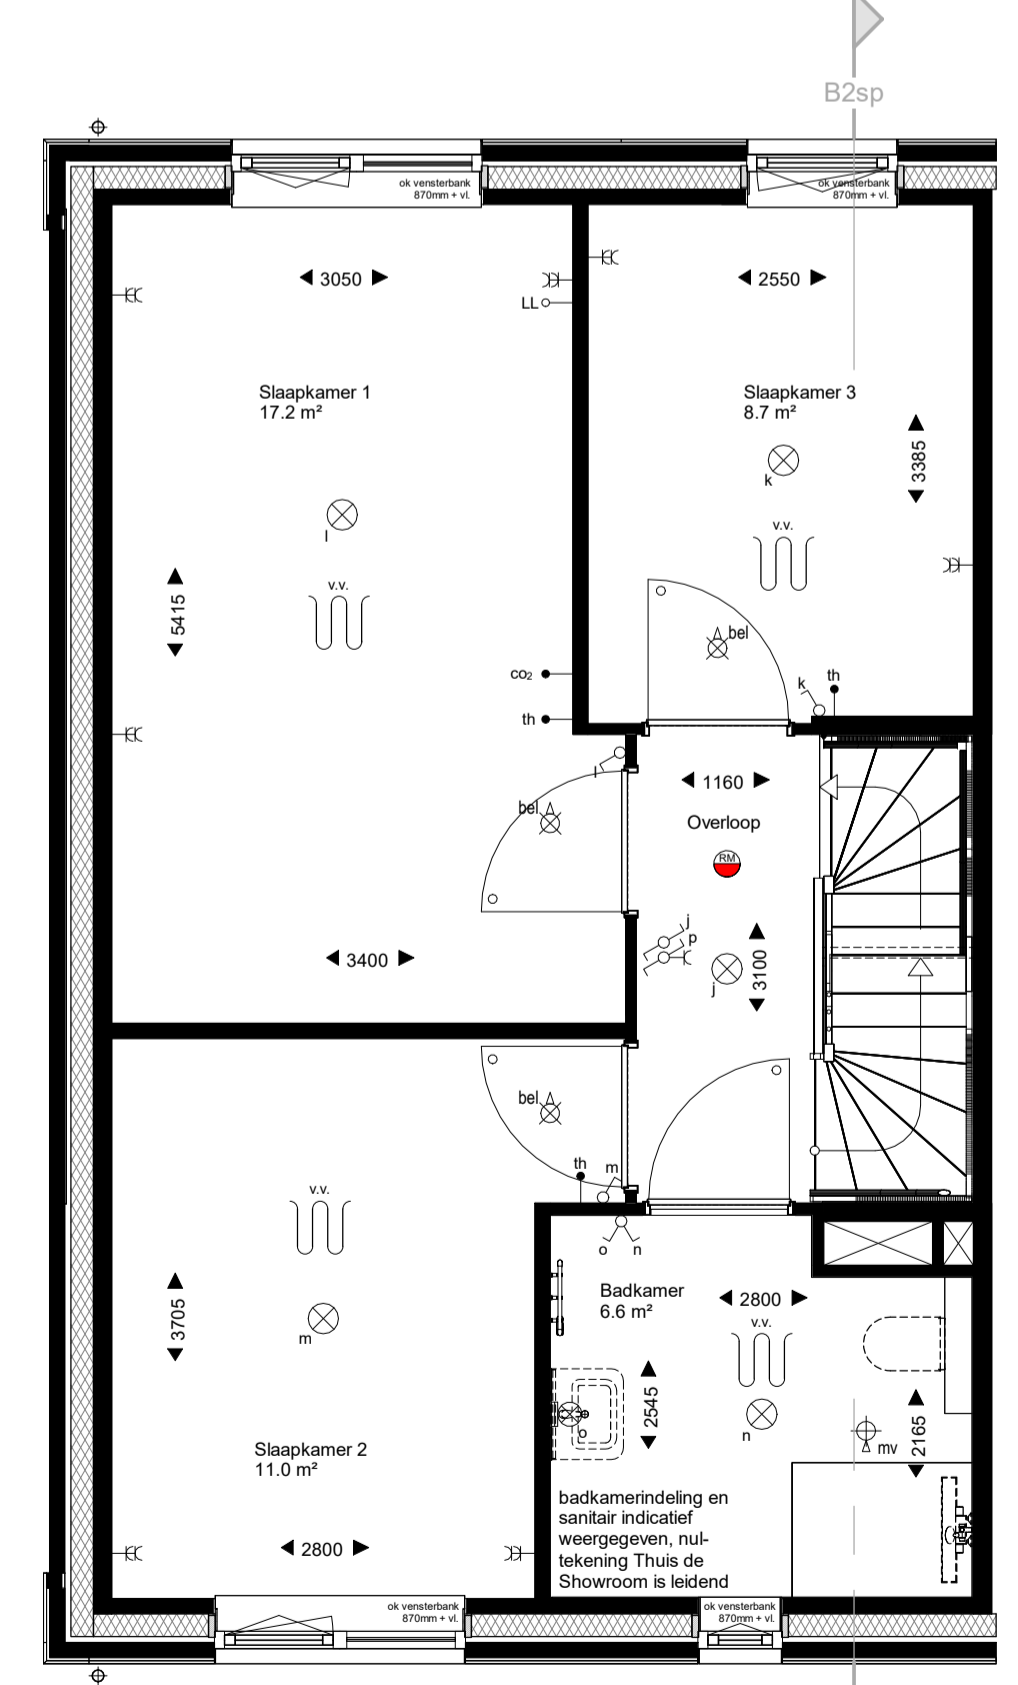 B2sp
ok vensterbank
870mm + vl.
ok vensterbank
870mm + vl.
3050
2550
LL
Slaapkamer 1
17.2 m²
Slaapkamer 3
8.7 m²
3385
k
l
v.v.
v.v.
5415
bel
co₂
th
k
th
l
1160
bel
Overloop
RM
j
p
3400
3100
j
bel
th
m
v.v.
o
n
Badkamer
6.6 m²
2800
v.v.
3705
m
2545
2165
o
n
mv
Slaapkamer 2
11.0 m²
badkamerindeling en
sanitair indicatief
weergegeven, nul-
tekening Thuis de
Showroom is leidend
2800
ok vensterbank
870mm + vl.
ok vensterbank
870mm + vl.